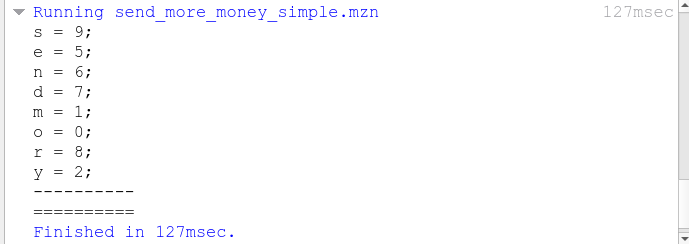 Running send_more_money_simple.mzn 127msec
s = 9;
e = 5;
n = 6;
d = 7;
m = 1;
o = 0;
r = 8;
y = 2;
----------
==========
Finished in 127msec.